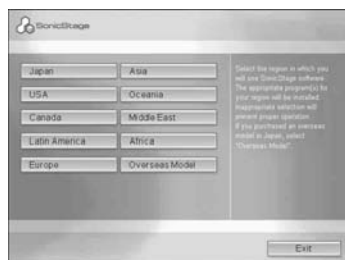 SonicStage
Japan
Asia
USA
Oceania
Canada
Middle East
Latin America
Africa
Europe
Overseas Model
Select the region in which you
will use SonicStage software.
The appropriate program(s) for
your region will be installed.
Inappropriate selection will
prevent proper operation.
If you purchased an overseas
model in Japan, select
"Overseas Model".
Exit